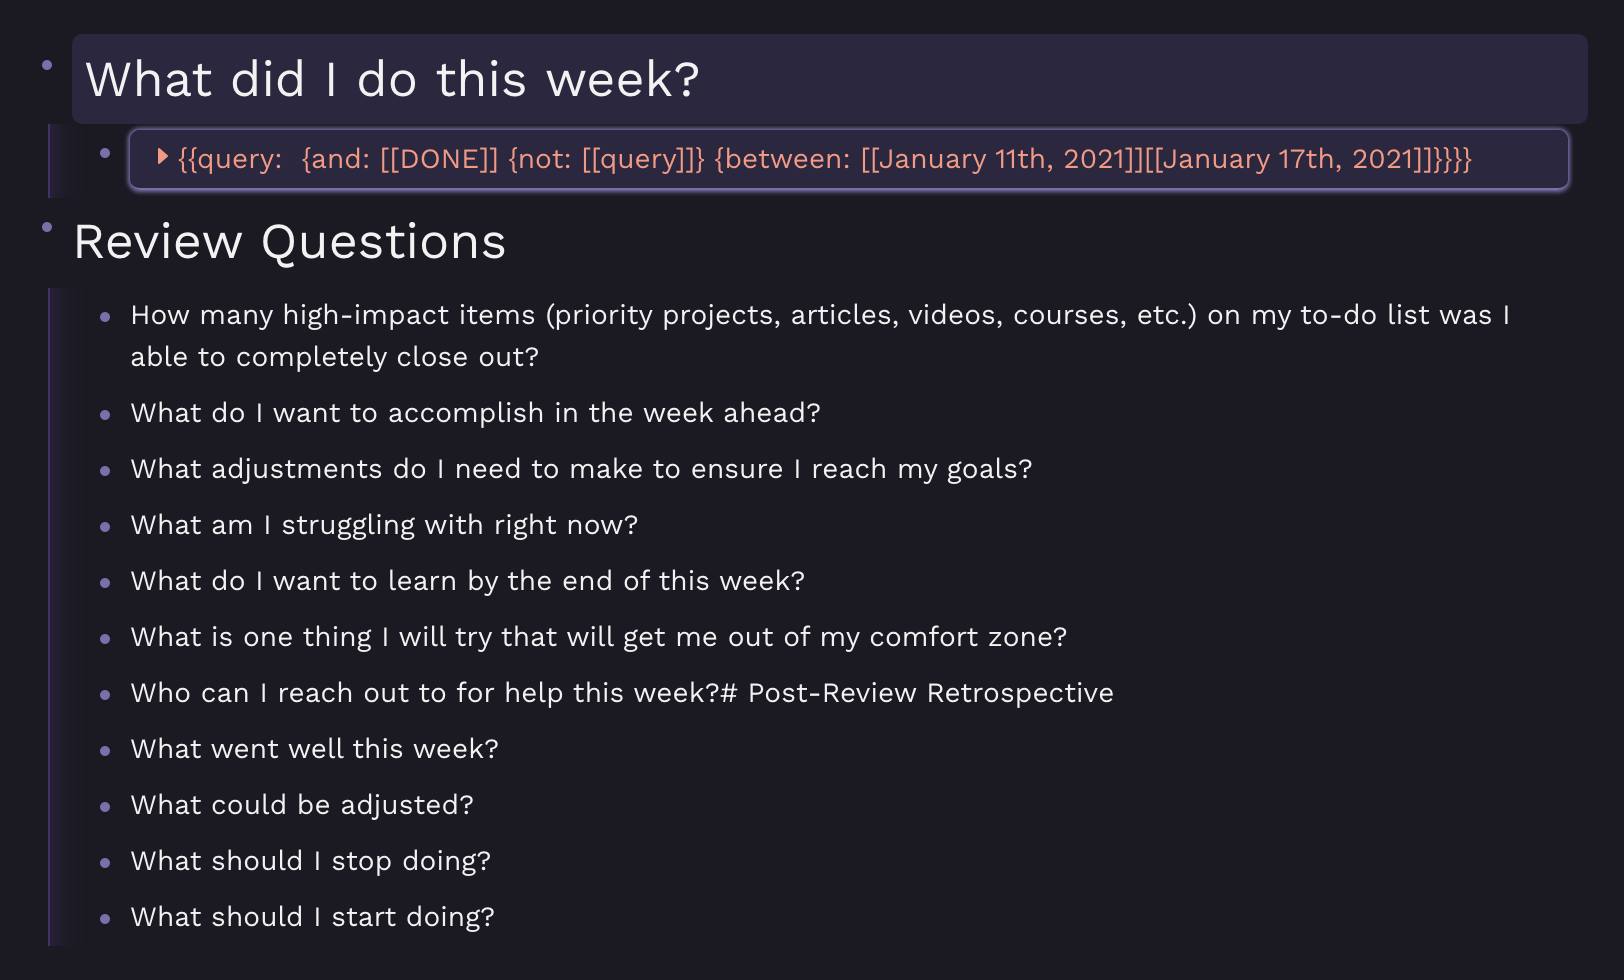 What did I do this week?
{{query:  {and: [[DONE]] {not: [[query]]} {between: [[January 11th, 2021]][[January 17th, 2021]]}}}}
Review Questions
How many high-impact items (priority projects, articles, videos, courses, etc.) on my to-do list was I
able to completely close out?
What do I want to accomplish in the week ahead?
What adjustments do I need to make to ensure I reach my goals?
What am I struggling with right now?
What do I want to learn by the end of this week?
What is one thing I will try that will get me out of my comfort zone?
Who can I reach out to for help this week?# Post-Review Retrospective
What went well this week?
What could be adjusted?
What should I stop doing?
What should I start doing?